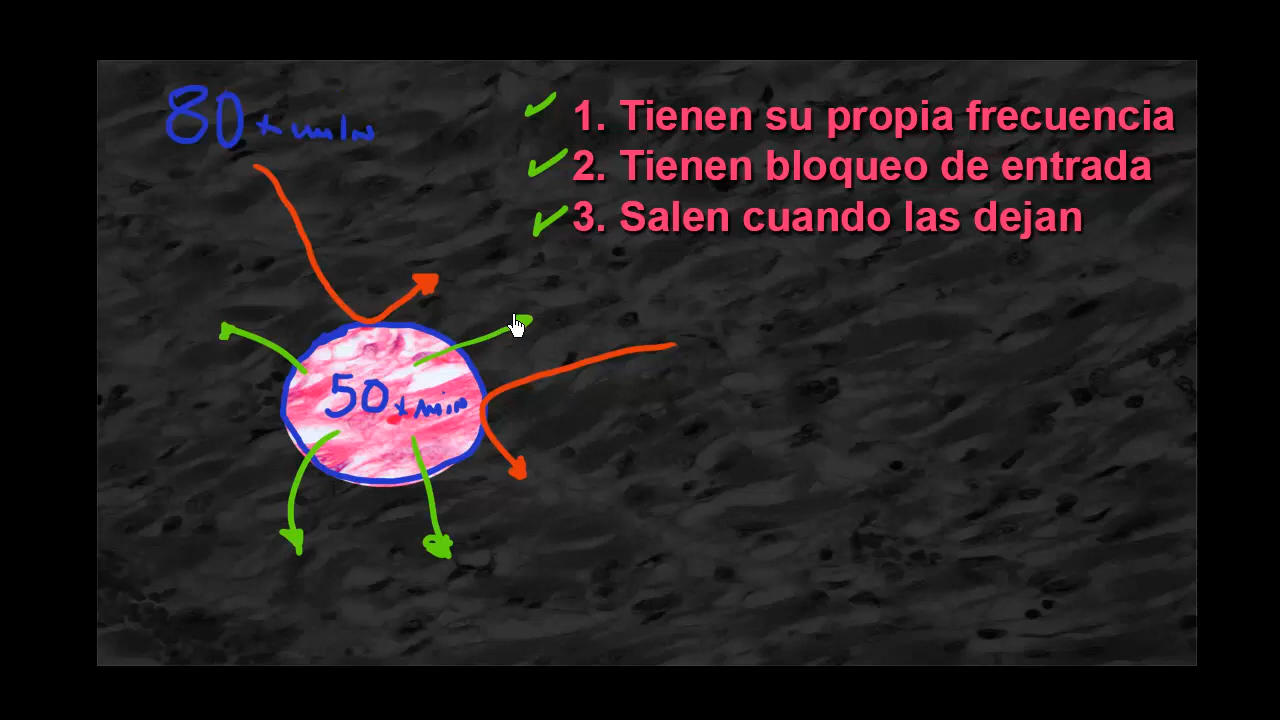 80 x min
1. Tienen su propia frecuencia
2. Tienen bloqueo de entrada
3. Salen cuando las dejan
50 x min